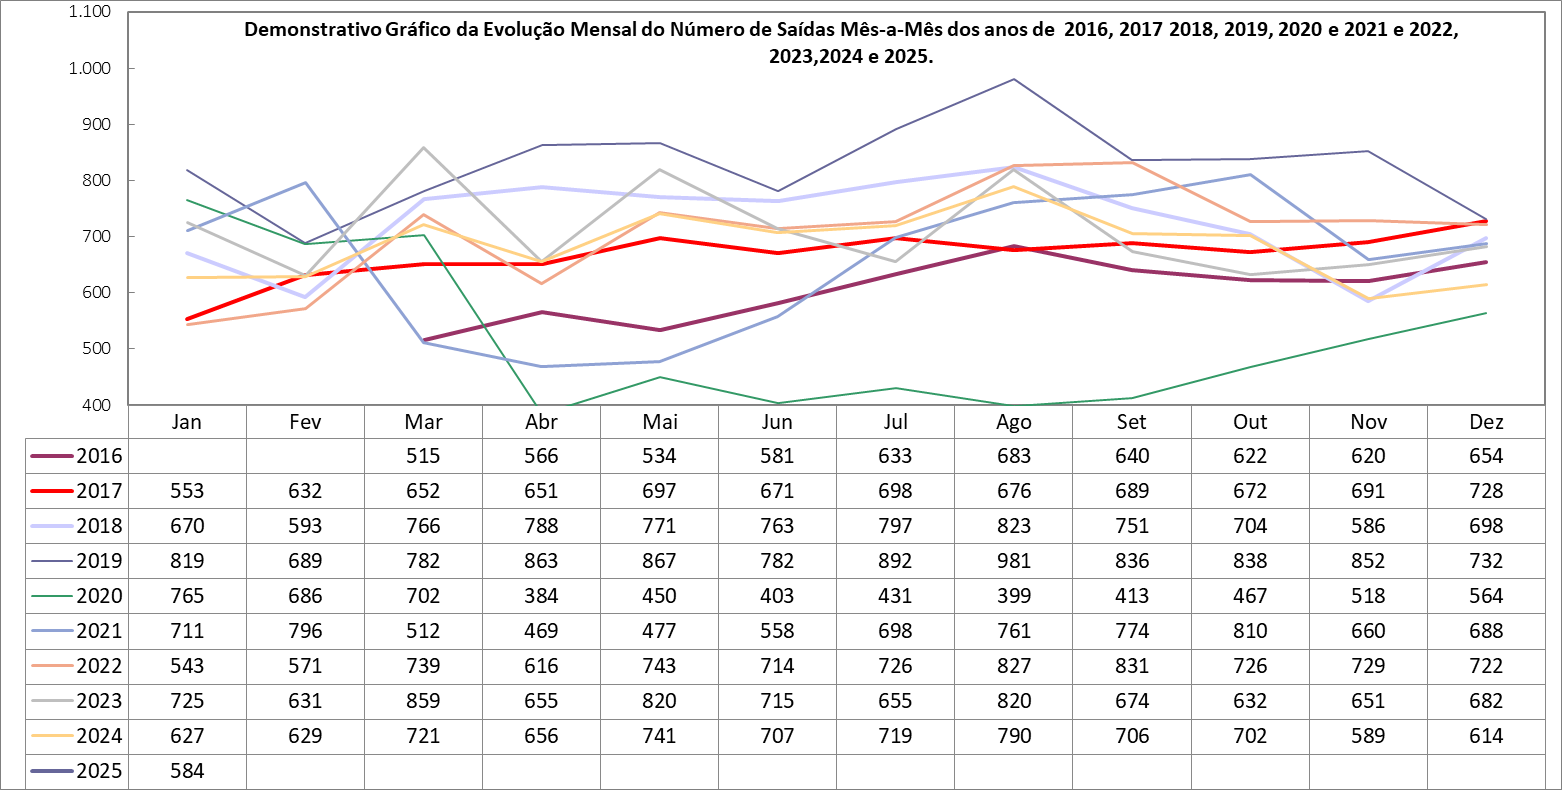 Demonstrativo Gráfico da Evolução Mensal do Número de Saídas Mês-a-Mês dos anos de 2016, 2017 2018, 2019, 2020 e 2021 e 2022,
2023,2024 e 2025.
1.100
1.000
900
800
700
600
500
400
Jan Fev Mar Abr Mai Jun Jul Ago Set Out Nov Dez
2016 515 566 534 581 633 683 640 622 620 654
2017 553 632 652 651 697 671 698 676 689 672 691 728
2018 670 593 766 788 771 763 797 823 751 704 586 698
2019 819 689 782 863 867 782 892 981 836 838 852 732
2020 765 686 702 384 450 403 431 399 413 467 518 564
2021 711 796 512 469 477 558 698 761 774 810 660 688
2022 543 571 739 616 743 714 726 827 831 726 729 722
2023 725 631 859 655 820 715 655 820 674 632 651 682
2024 627 629 721 656 741 707 719 790 706 702 589 614
2025 584